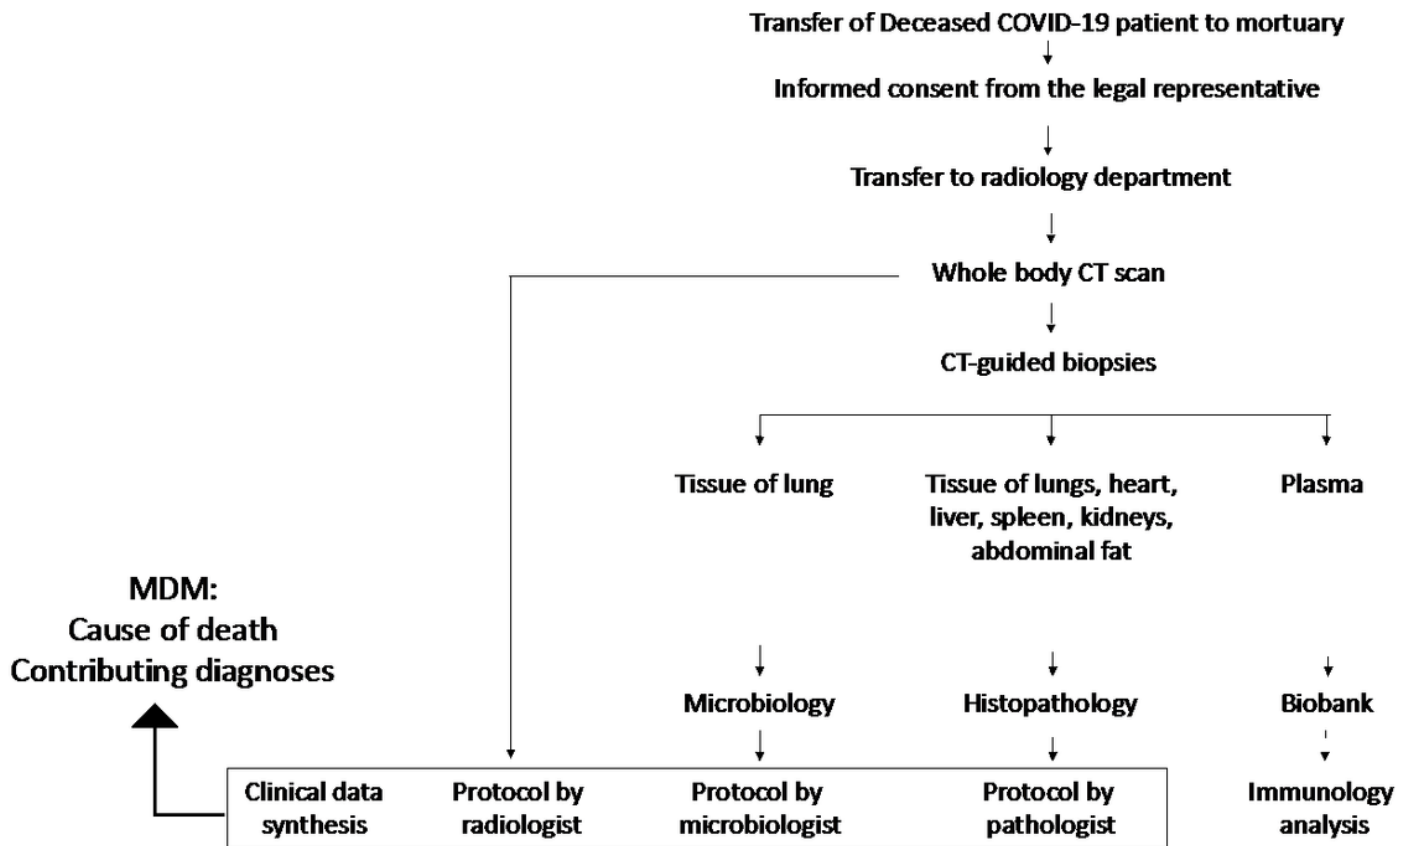 Transfer of Deceased COVID-19 patient to mortuary
Informed consent from the legal representative
Transfer to radiology department
Whole body CT scan
CT-guided biopsies
Tissue of lung
Tissue of lungs, heart,
liver, spleen, kidneys,
abdominal fat
Plasma
MDM:
Cause of death
Contributing diagnoses
Microbiology
Histopathology
Biobank
Clinical data
synthesis
Protocol by
radiologist
Protocol by
microbiologist
Protocol by
pathologist
Immunology
analysis